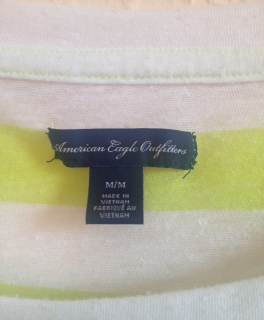 American Eagle Outfitters
M/M
MADE IN
VIETNAM
FABRIQUÉ AU
VIETNAM